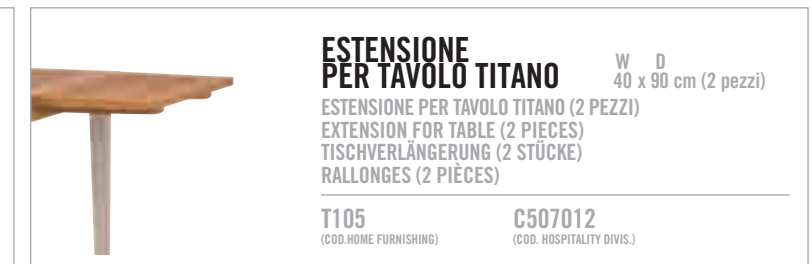 ESTENSIONE
PER TAVOLO TITANO
W D
40 x 90 cm (2 pezzi)
ESTENSIONE PER TAVOLO TITANO (2 PEZZI)
EXTENSION FOR TABLE (2 PIECES)
TISCHVERLÄNGERUNG (2 STÜCKE)
RALLONGES (2 PIÈCES)
T105
(COD.HOME FURNISHING)
C507012
(COD. HOSPITALITY DIVIS.)